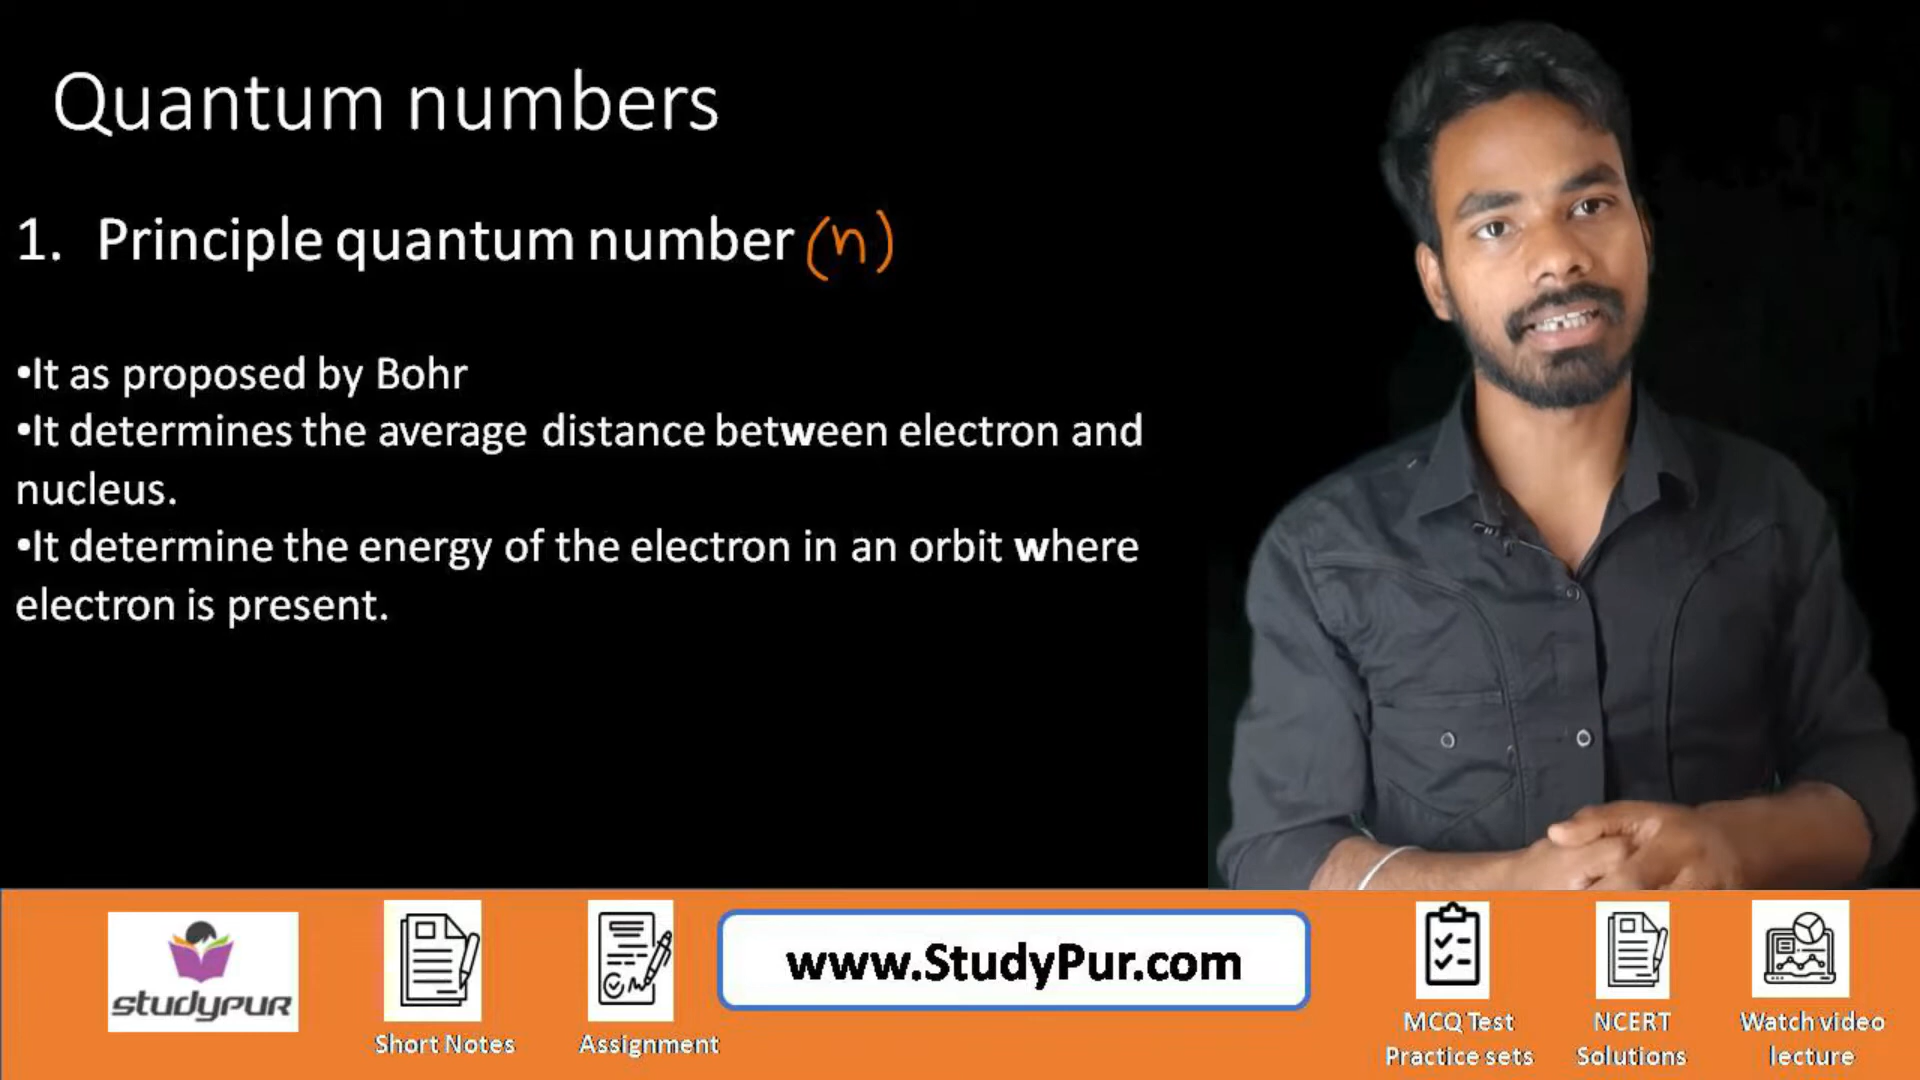 Quantum numbers
1. Principle quantum number (n)
•It as proposed by Bohr
•It determines the average distance between electron and
nucleus.
•It determine the energy of the electron in an orbit where
electron is present.
studypur
Short Notes
Assignment
www.StudyPur.com
MCQ Test
Practice sets
NCERT
Solutions
Watch video
lecture